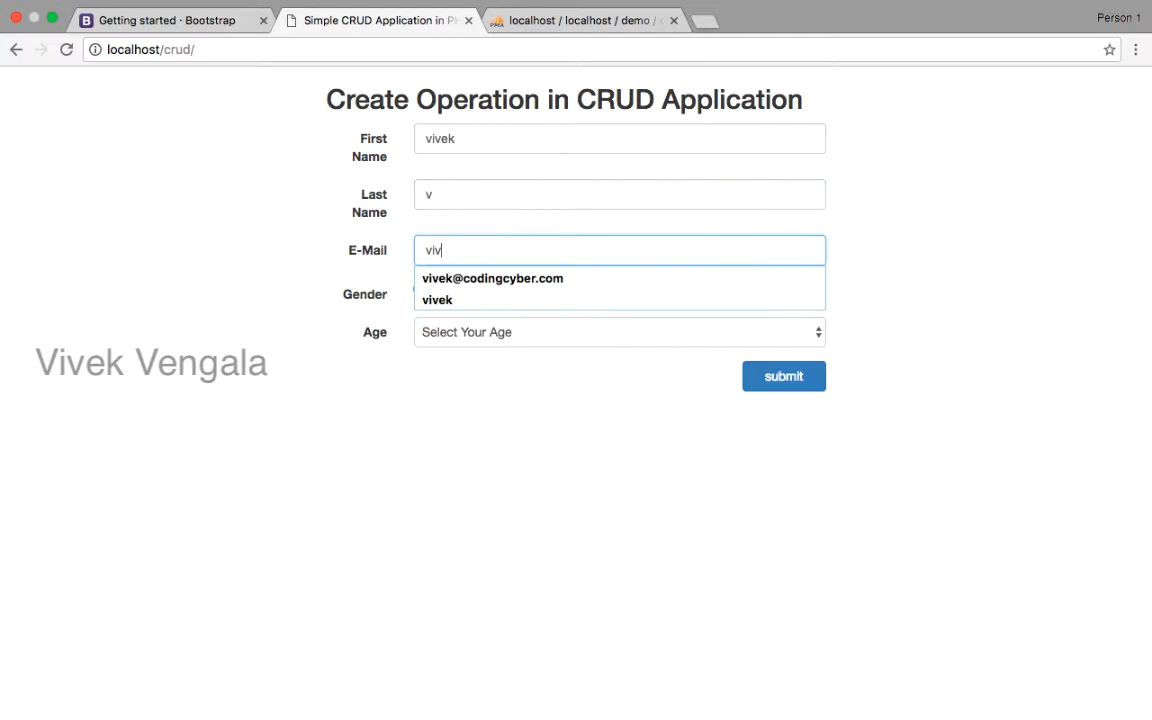 Getting started · Bootstrap
Simple CRUD Application in PH
localhost / localhost / demo /
Person 1
localhost/crud/
Create Operation in CRUD Application
First
Name
vivek
Last
Name
v
E-Mail
viv
vivek@codingcyber.com
vivek
Gender
Age
Select Your Age
Vivek Vengala
submit